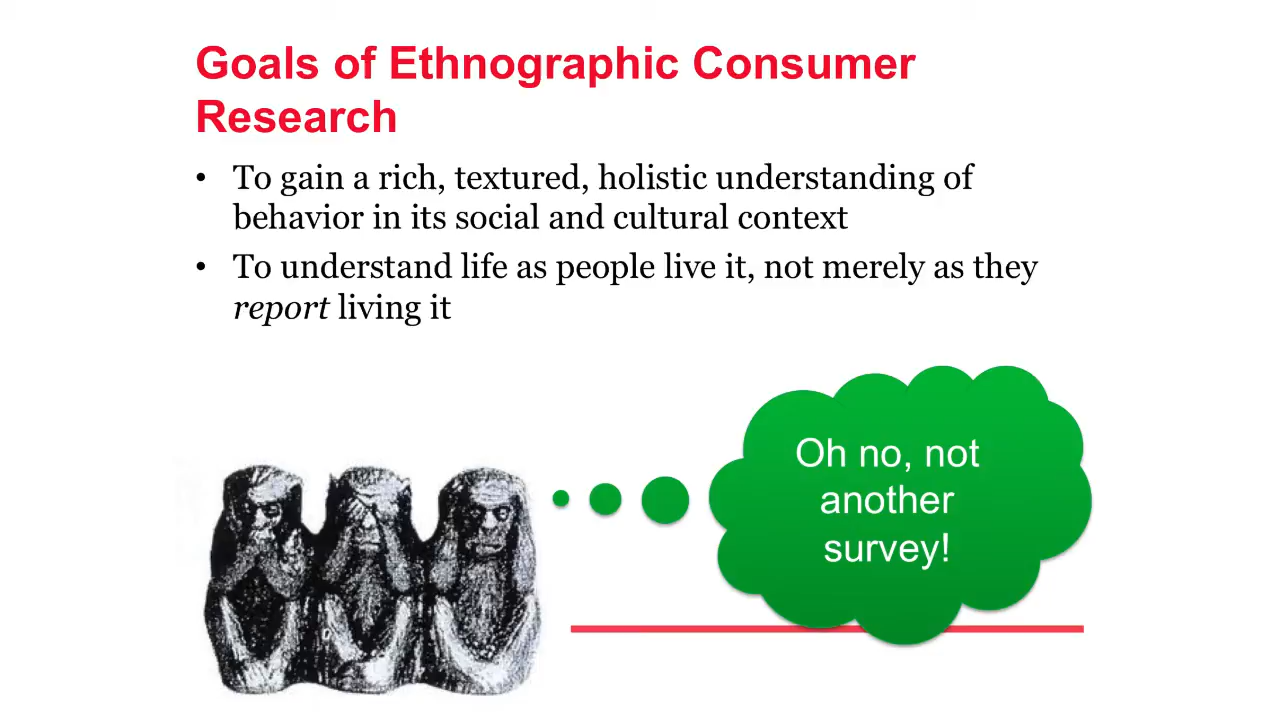 Goals of Ethnographic Consumer
Research
• To gain a rich, textured, holistic understanding of
behavior in its social and cultural context
• To understand life as people live it, not merely as they
report living it
Oh no, not
another
survey!